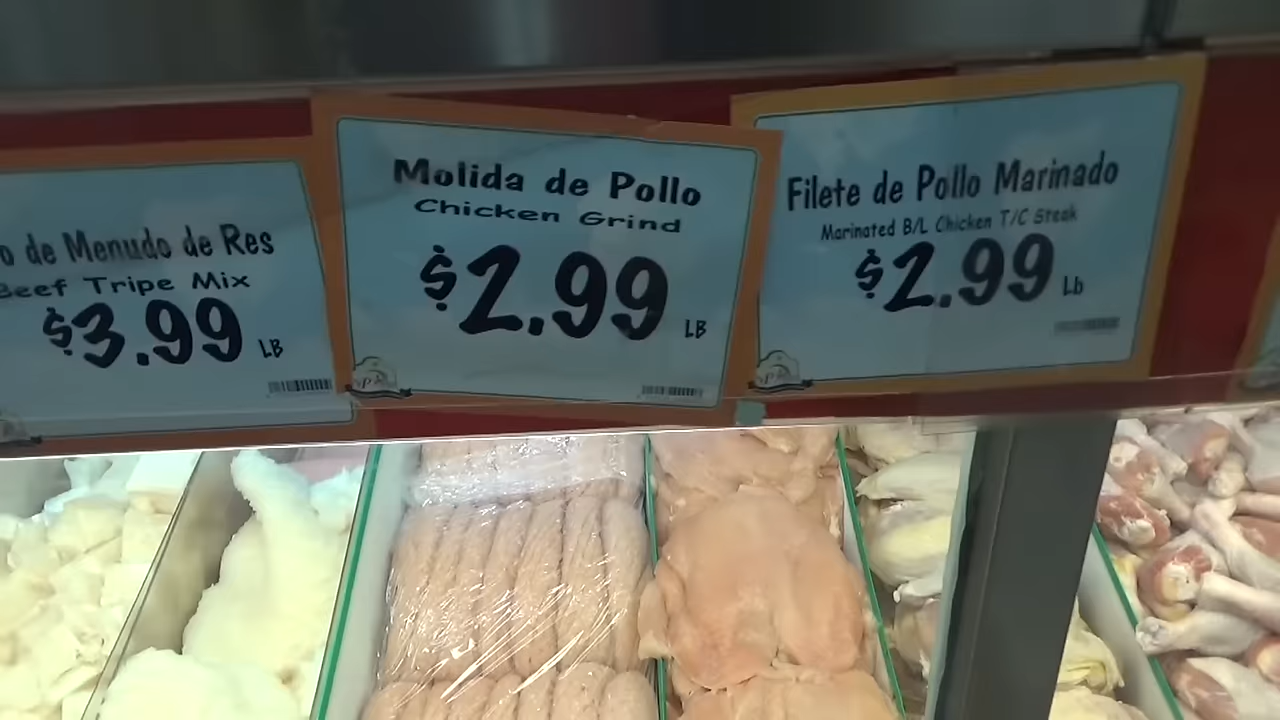 o de Menudo de Res
Beef Tripe Mix
$3.99 LB
Molida de Pollo
Chicken Grind
$2.99 LB
Filete de Pollo Marinado
Marinated B/L Chicken T/C Steak
$2.99 Lb